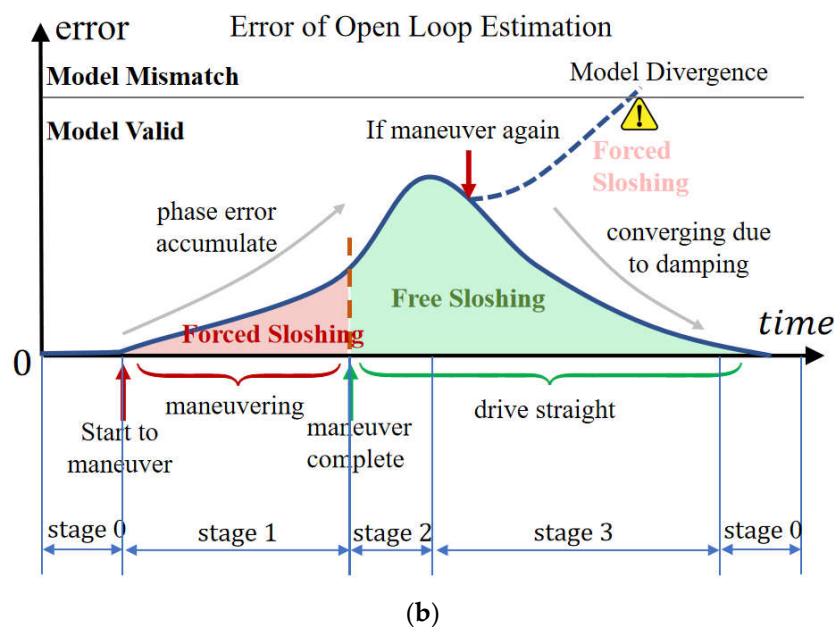 error
Error of Open Loop Estimation
Model Mismatch
Model Divergence
Model Valid
If maneuver again
Forced
Sloshing
phase error
accumulate
converging due
to damping
Free Sloshing
Forced Sloshing
time
0
maneuvering
drive straight
Start to
maneuver
maneuver
complete
stage 0
stage 1
stage 2
stage 3
stage 0
(b)